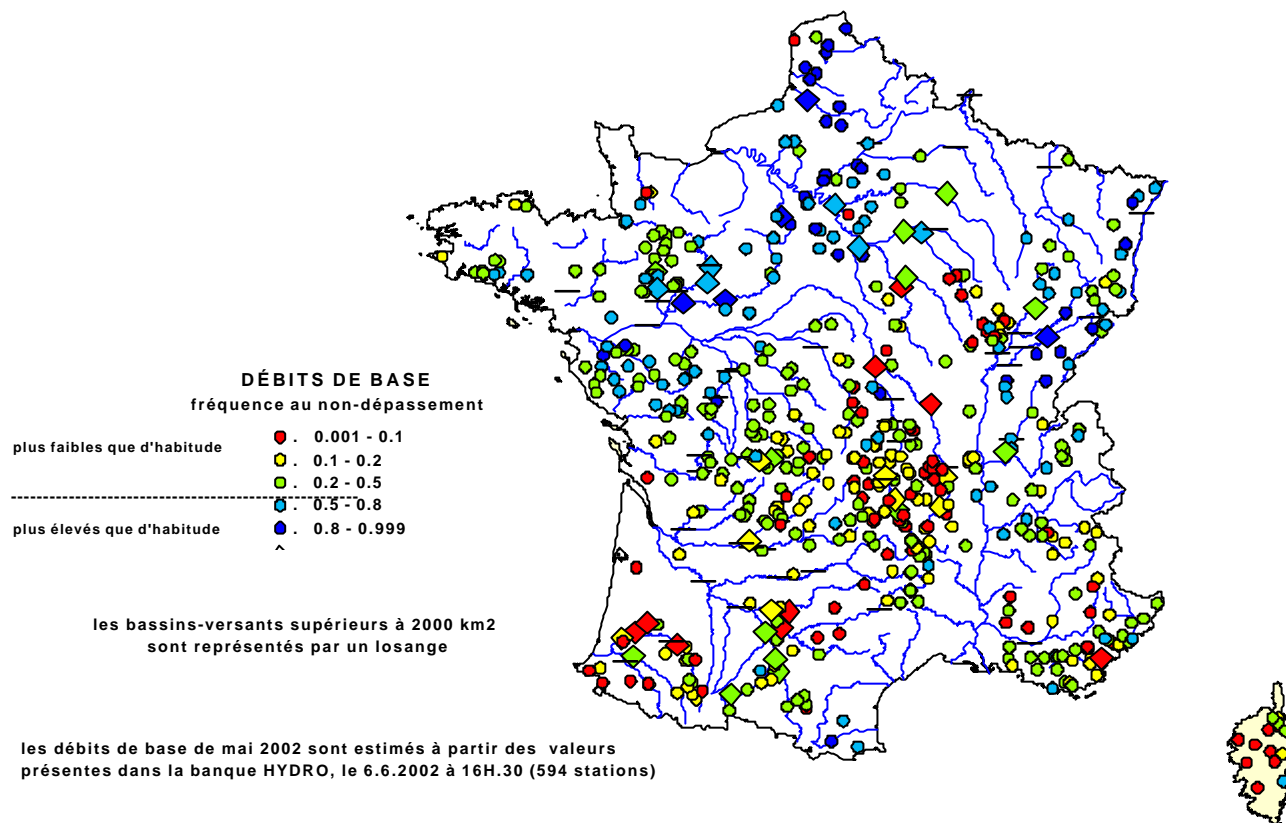 DÉBITS DE BASE
fréquence au non-dépassement
plus faibles que d'habitude
. 0.001 - 0.1
. 0.1 - 0.2
. 0.2 - 0.5
. 0.5 - 0.8
plus élevés que d'habitude
. 0.8 - 0.999
les bassins-versants supérieurs à 2000 km2
sont représentés par un losange
les débits de base de mai 2002 sont estimés à partir des valeurs
présentes dans la banque HYDRO, le 6.6.2002 à 16H.30 (594 stations)